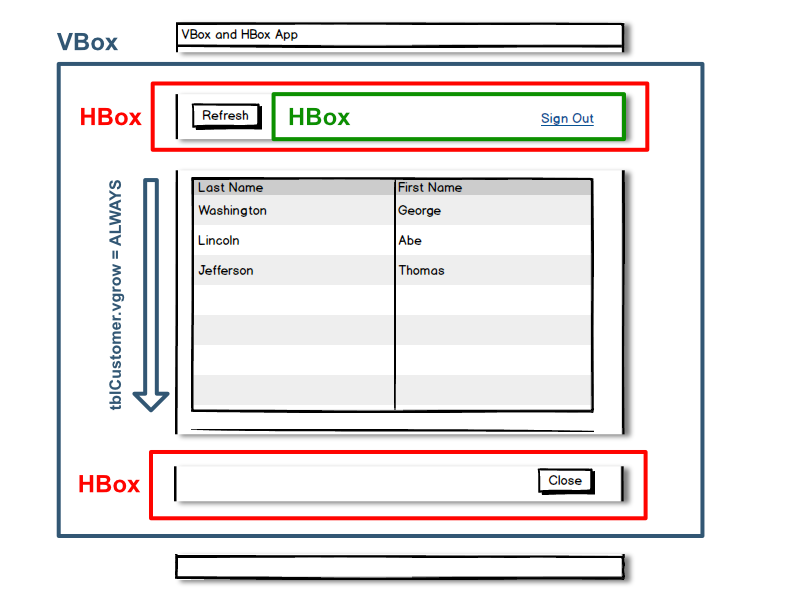 VBox and HBox App
VBox
HBox
Refresh
HBox
Sign Out
tblCustomer.vgrow = ALWAYS
Last Name First Name
Washington George
Lincoln Abe
Jefferson Thomas
HBox
Close